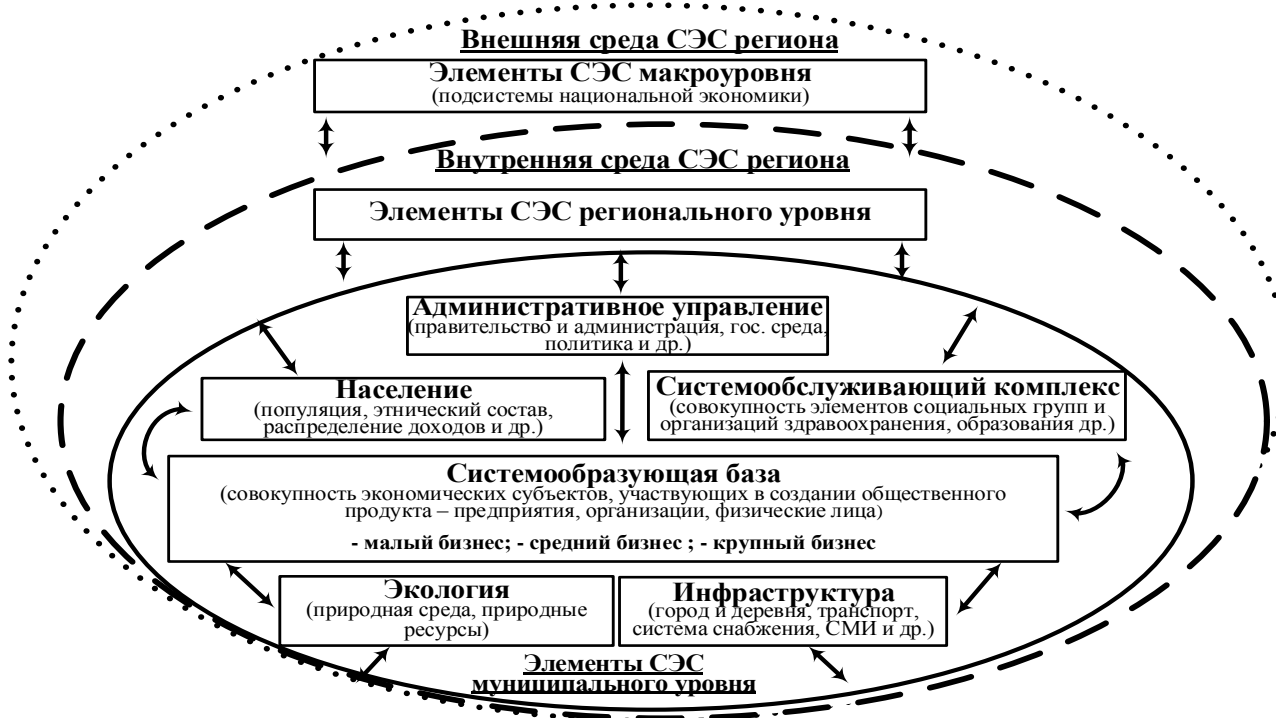 Внешняя среда СЭС региона
Элементы СЭС макроуровня
(подсистемы национальной экономики)
Внутренняя среда СЭС региона
Элементы СЭС регионального уровня
Административное управление
(правительство и администрация, гос. среда,
политика и др.)
Население
(популяция, этнический состав,
распределение доходов и др.)
Системообслуживающий комплекс
(совокупность элементов социальных групп и
организаций здравоохранения, образования др.)
Системообразующая база
(совокупность экономических субъектов, участвующих в создании общественного
продукта – предприятия, организации, физические лица)
- малый бизнес; - средний бизнес ; - крупный бизнес
Экология
(природная среда, природные
ресурсы)
Инфраструктура
(город и деревня, транспорт,
система снабжения, СМИ и др.)
Элементы СЭС
муниципального уровня